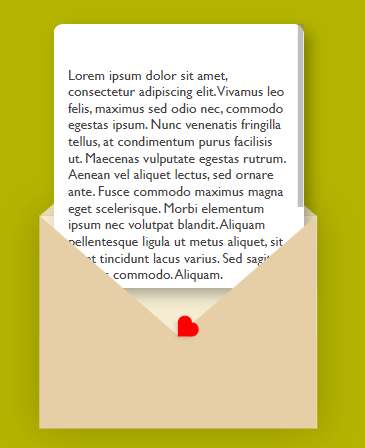 Lorem ipsum dolor sit amet,
consectetur adipiscing elit. Vivamus leo
felis, maximus sed odio nec, commodo
egestas ipsum. Nunc venenatis fringilla
tellus, at condimentum purus facilisis
ut. Maecenas vulputate egestas rutrum.
Aenean vel aliquet lectus, sed ornare
ante. Fusce commodo maximus magna
eget scelerisque. Morbi elementum
ipsum nec volutpat blandit. Aliquam
pellentesque ligula ut metus aliquet, sit
tincidunt lacus varius. Sed
commodo. Aliquam.